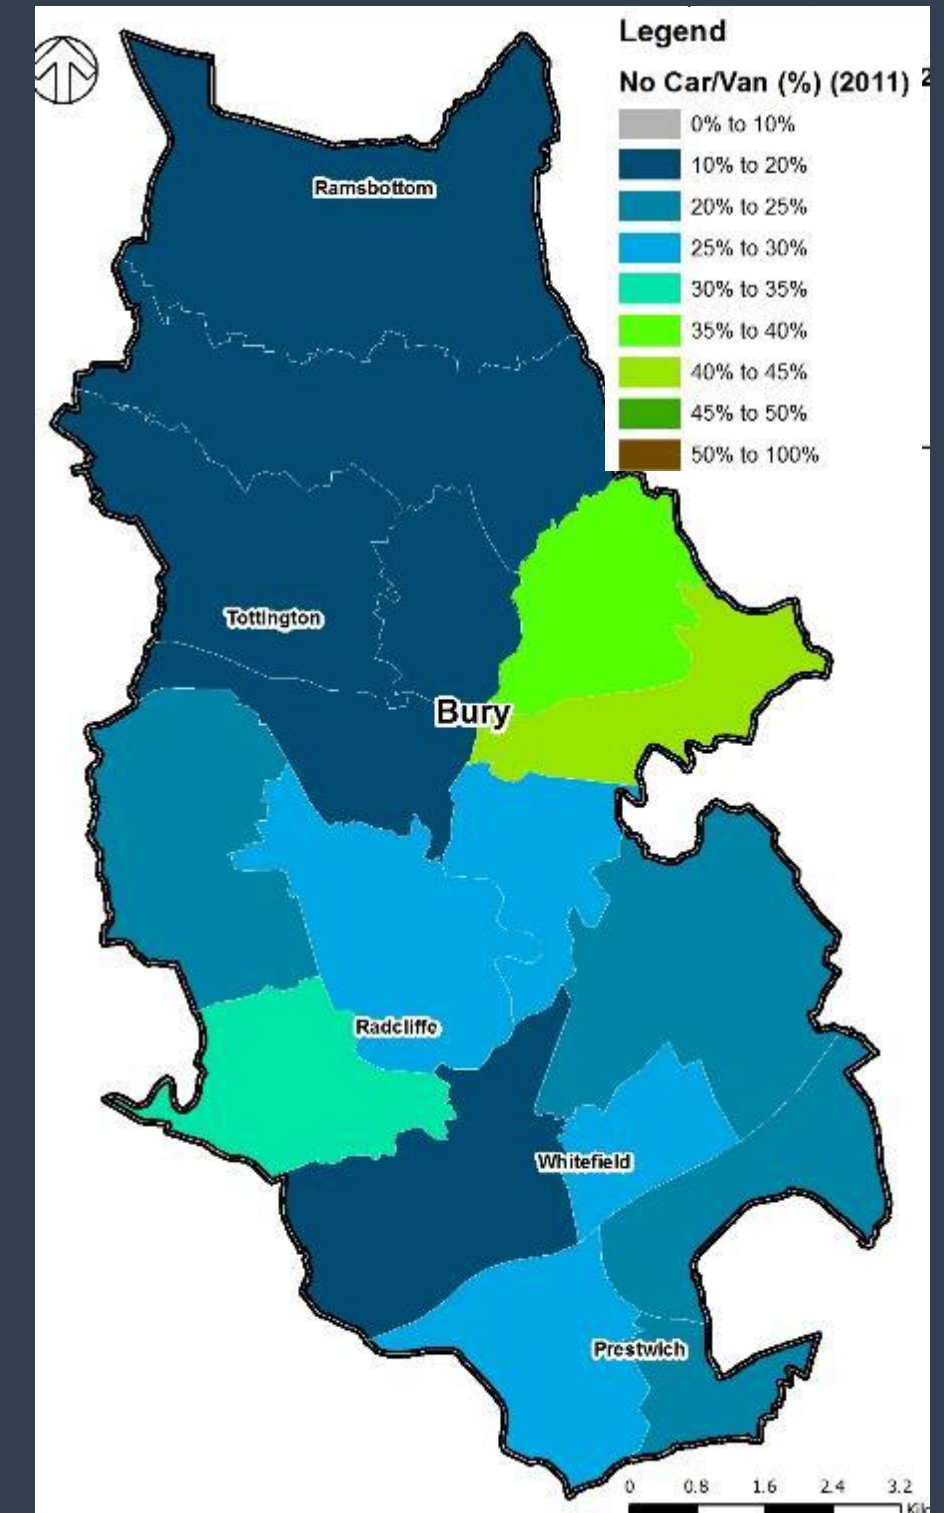 Legend
No Car/Van (%) (2011)
0% to 10%
10% to 20%
20% to 25%
25% to 30%
30% to 35%
35% to 40%
40% to 45%
45% to 50%
50% to 100%
Ramsbottom
Tottington
Bury
Radcliffe
Whitefield
Prestwich
0 0.8 1.6 2.4 3.2